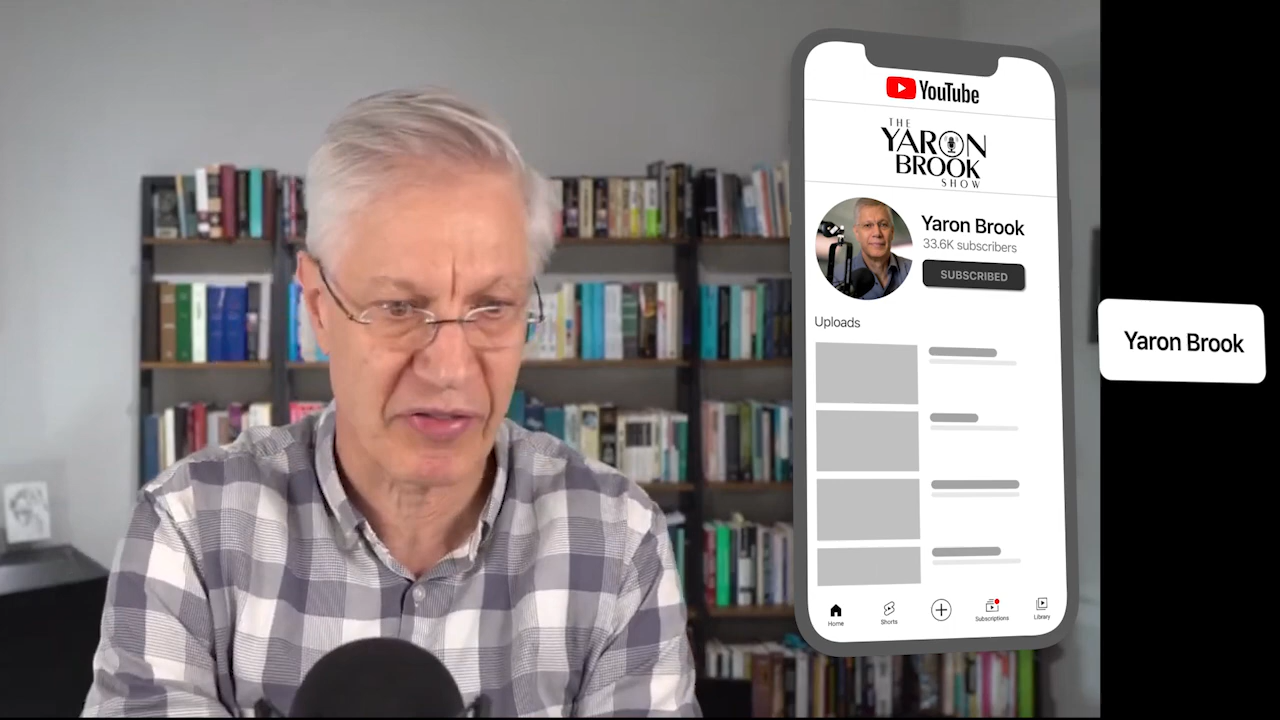 YouTube
THE
YARON
BROOK
SHOW
Yaron Brook
33.6K subscribers
SUBSCRIBED
Uploads
Home
Shorts
Subscriptions
Library
Yaron Brook